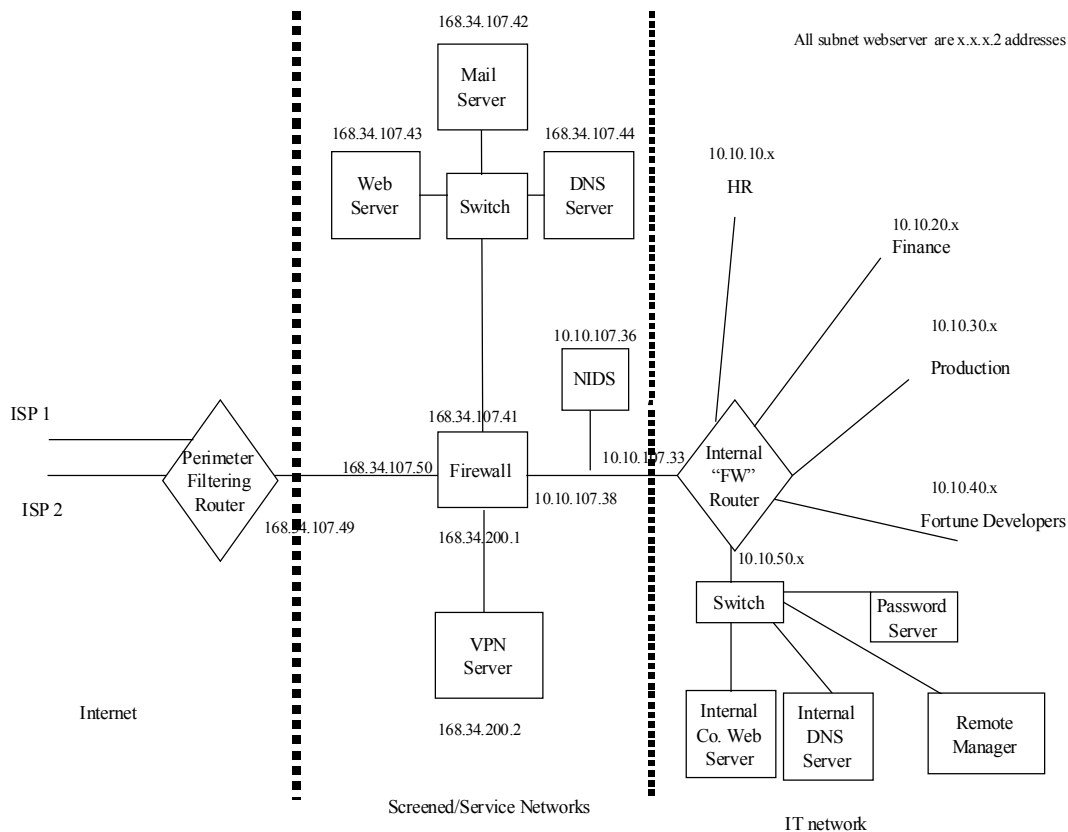 168.34.107.42
All subnet webserver are x.x.x.2 addresses
Mail
Server
168.34.107.43
168.34.107.44
Web
Server
Switch
DNS
Server
10.10.10.x
HR
10.10.20.x
Finance
10.10.30.x
Production
10.10.107.36
NIDS
ISP 1
ISP 2
Perimeter
Filtering
Router
168.34.107.49
168.34.107.50
168.34.107.41
Firewall
10.10.107.33
10.10.107.38
168.34.200.1
Internal
“FW”
Router
10.10.40.x
Fortune Developers
10.10.50.x
Switch
Password
Server
VPN
Server
168.34.200.2
Internal
Co. Web
Server
Internal
DNS
Server
Remote
Manager
Internet
Screened/Service Networks
IT network